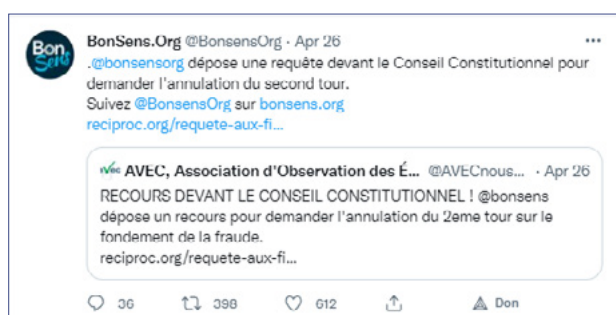 Bon
Sens
BonSens.Org @BonsensOrg · Apr 26 ···
.@bonsensorg dépose une requête devant le Conseil Constitutionnel pour
demander l'annulation du second tour.
Suivez @BonsensOrg sur bonsens.org
reciproc.org/requete-aux-fi...
AVEC, Association d'Observation des É... @AVECnous... · Apr 26
RECOURS DEVANT LE CONSEIL CONSTITUTIONNEL ! @bonsens
dépose un recours pour demander l'annulation du 2eme tour sur le
fondement de la fraude.
reciproc.org/requete-aux-fi...
36 398 612 Don